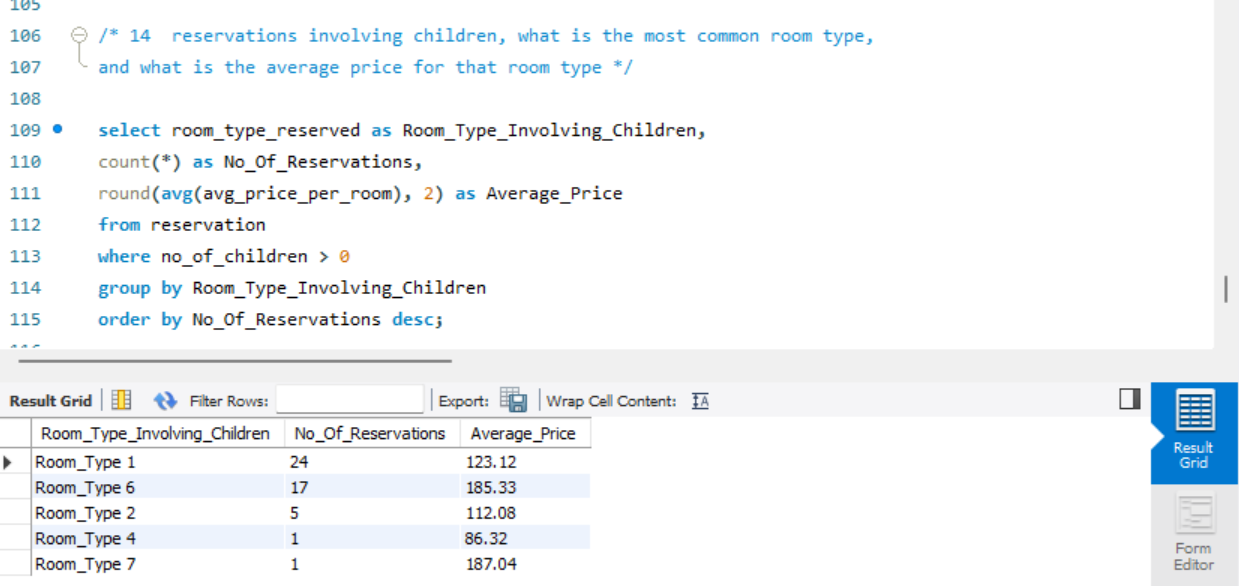 105
106 /* 14  reservations involving children, what is the most common room type,
107 and what is the average price for that room type */
108
109 select room_type_reserved as Room_Type_Involving_Children,
110 count(*) as No_Of_Reservations,
111 round(avg(avg_price_per_room), 2) as Average_Price
112 from reservation
113 where no_of_children > 0
114 group by Room_Type_Involving_Children
115 order by No_Of_Reservations desc;
Result Grid Filter Rows: Export: Wrap Cell Content: IA
Room_Type_Involving_Children No_Of_Reservations Average_Price
Room_Type 1 24 123.12
Room_Type 6 17 185.33
Room_Type 2 5 112.08
Room_Type 4 1 86.32
Room_Type 7 1 187.04
Result
Grid
Form
Editor